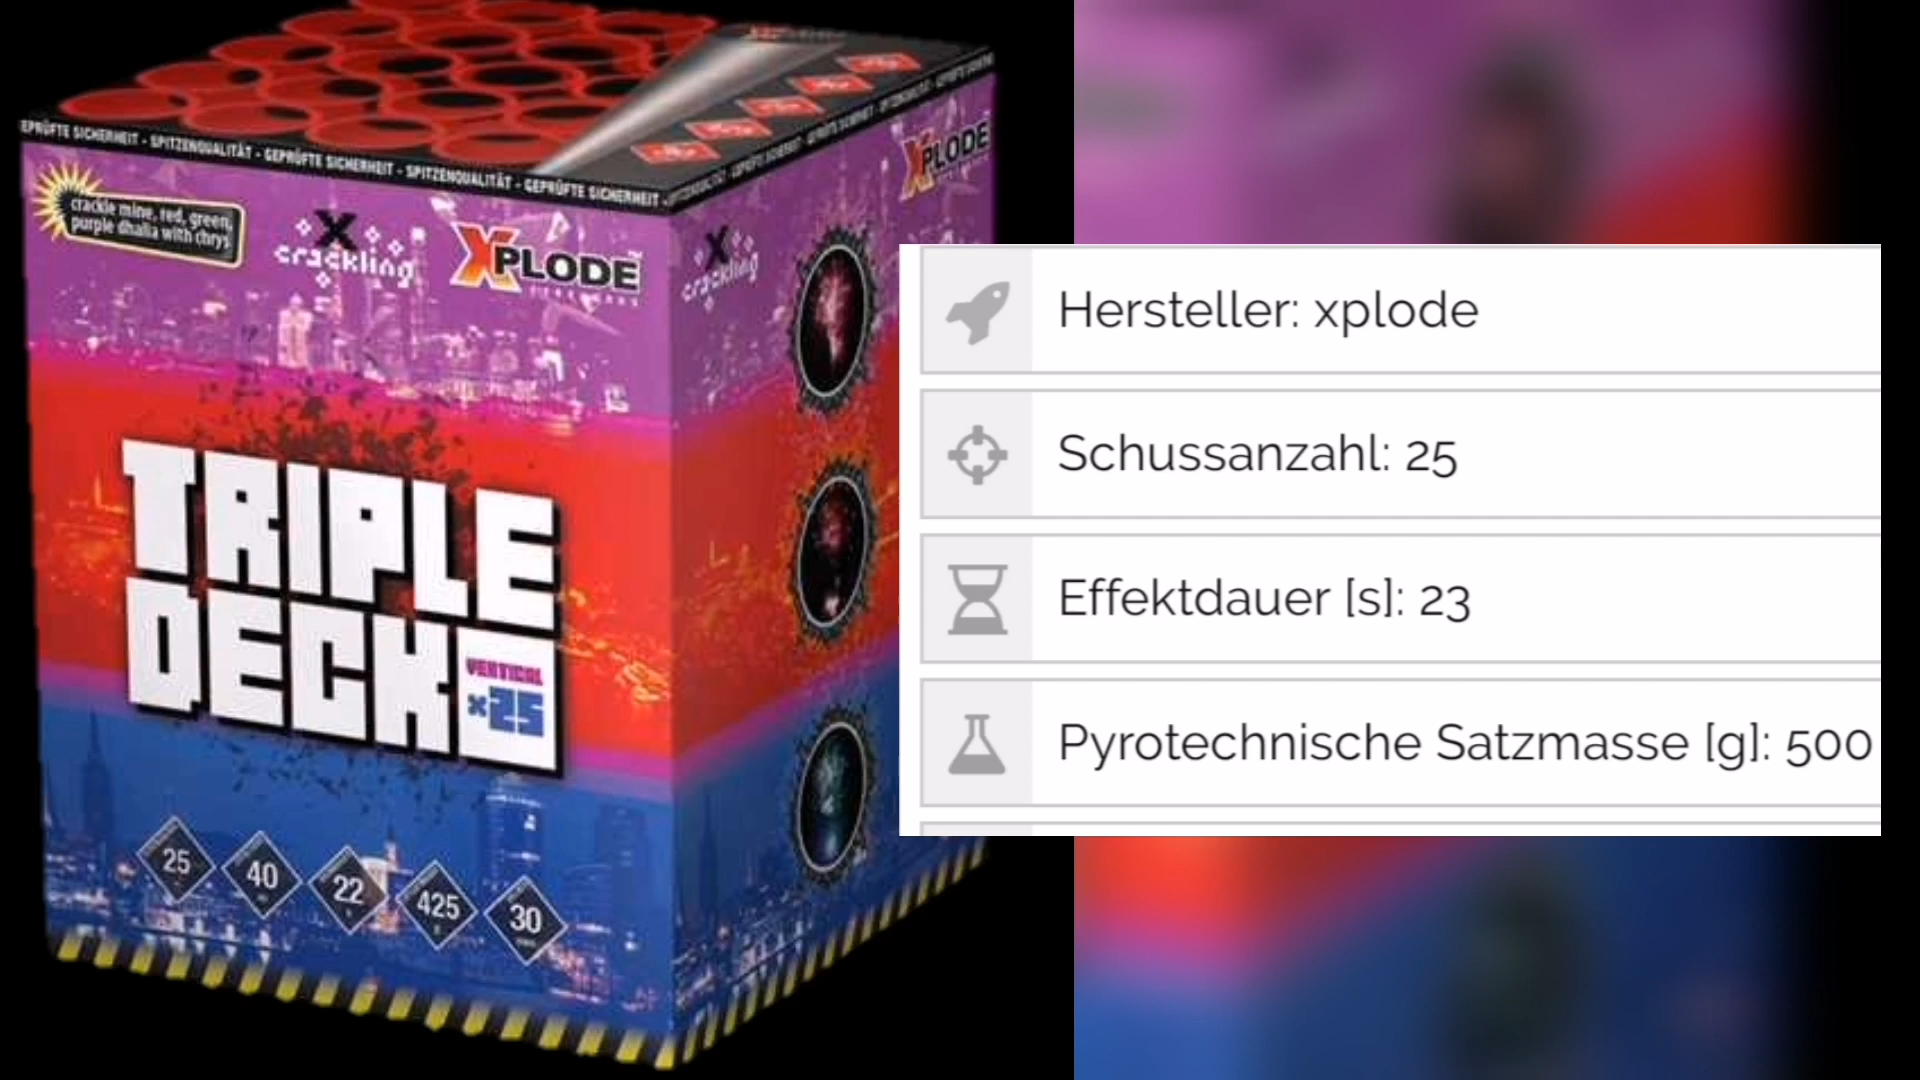 EPRÜFTE SICHERHEIT - SPITZENQUALITÄT - GEPRÜFTE SICHERHEIT - SPITZENQUALITÄT - GEPRÜFTE SICHERHEIT -
crackle mine, red, green,
purple dhalia with chrys
X
crackling
XPLODE
X
crackling
XPLODE
TRIPLE
DECK
VERTICAL
x25
25
40
22
425
30
Hersteller: xplode
Schussanzahl: 25
Effektdauer [s]: 23
Pyrotechnische Satzmasse [g]: 500